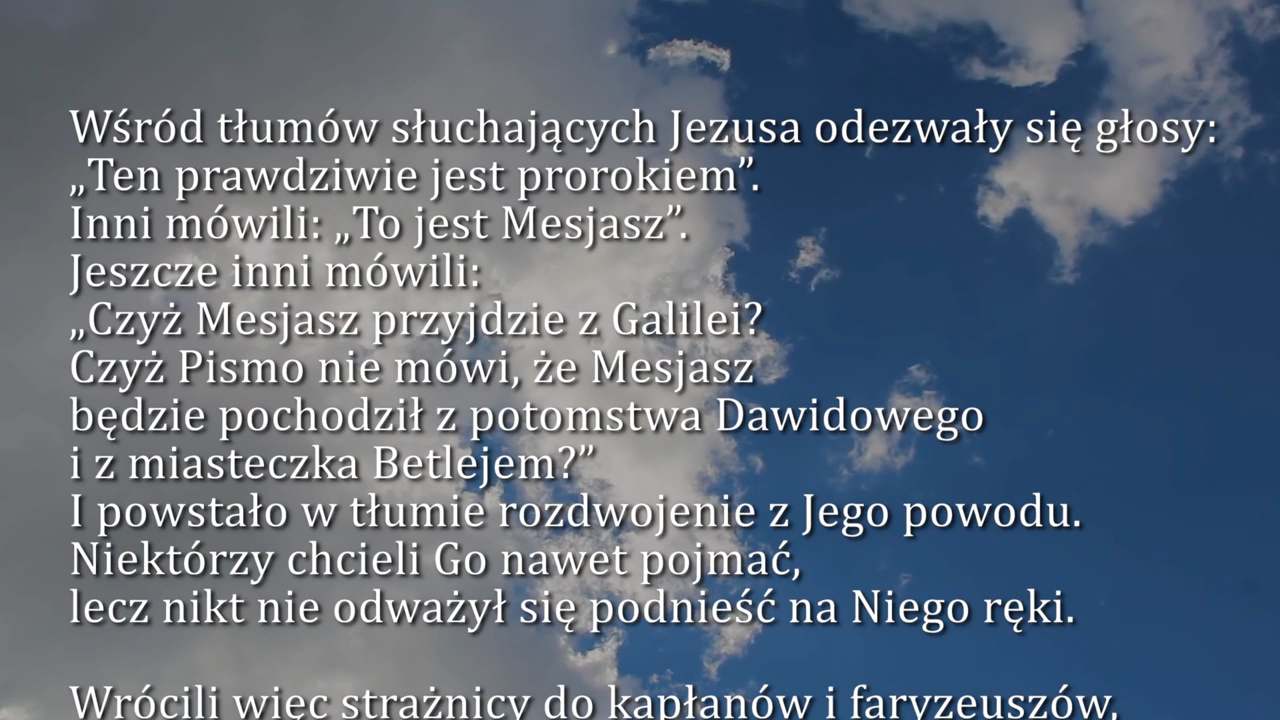 Wśród tłumów słuchających Jezusa odezwały się głosy:
„Ten prawdziwie jest prorokiem”.
Inni mówili: „To jest Mesjasz”.
Jeszcze inni mówili:
„Czyż Mesjasz przyjdzie z Galilei?
Czyż Pismo nie mówi, że Mesjasz
będzie pochodził z potomstwa Dawidowego
i z miasteczka Betlejem?”
I powstało w tłumie rozdwojenie z Jego powodu.
Niektórzy chcieli Go nawet pojmać,
lecz nikt nie odważył się podnieść na Niego ręki.
Wrócili więc strażnicy do kapłanów i faryzeuszów,